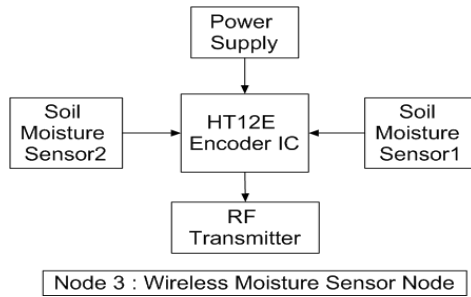 Power
Supply
Soil
Moisture
Sensor2
HT12E
Encoder IC
Soil
Moisture
Sensor1
RF
Transmitter
Node 3 : Wireless Moisture Sensor Node